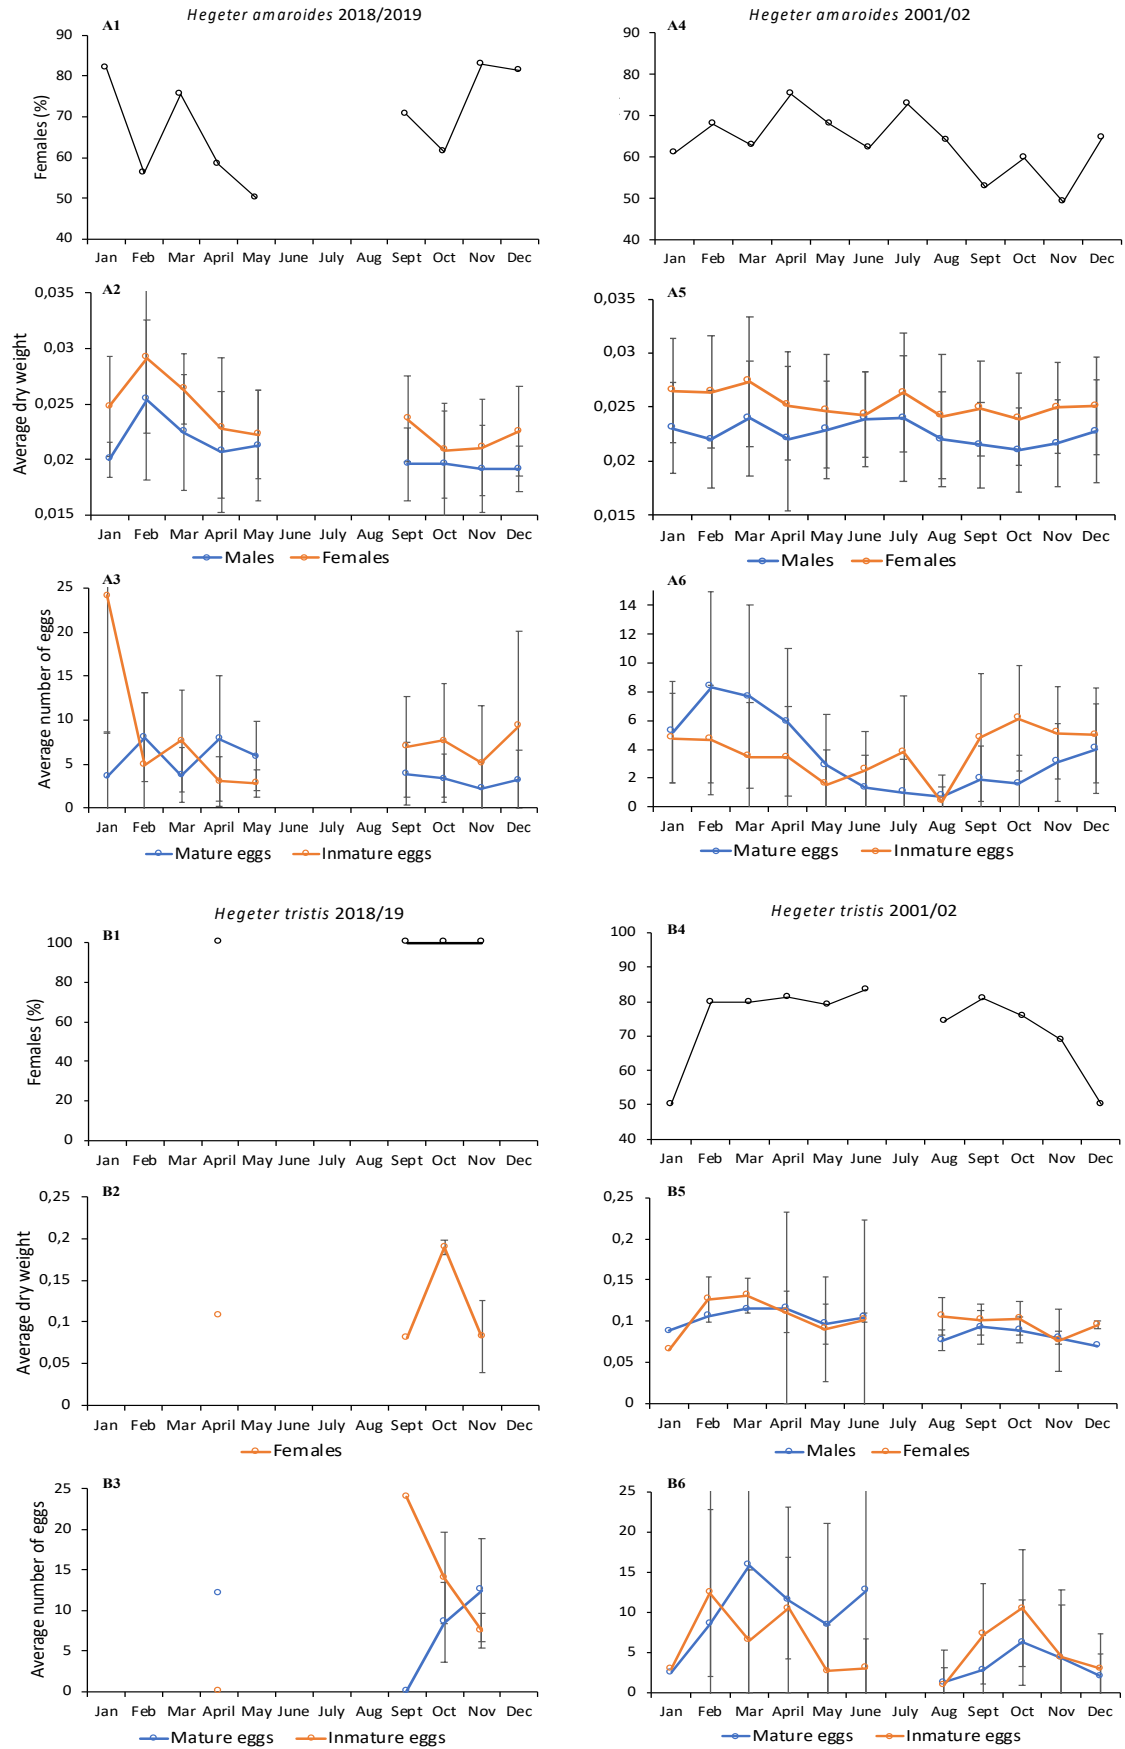 Hegeter amaroides 2018/2019
A1
Females (%)
90
80
70
60
50
40
Jan Feb Mar April May June July Aug Sept Oct Nov Dec
Hegeter amaroides 2001/02
A4
90
80
70
60
50
40
Jan Feb Mar April May June July Aug Sept Oct Nov Dec
A2
Average dry weight
0,035
0,03
0,025
0,02
0,015
Jan Feb Mar April May June July Aug Sept Oct Nov Dec
Males Females
A5
0,035
0,03
0,025
0,02
0,015
Jan Feb Mar April May June July Aug Sept Oct Nov Dec
Males Females
A3
Average number of eggs
25
20
15
10
5
0
Jan Feb Mar April May June July Aug Sept Oct Nov Dec
Mature eggs Inmature eggs
A6
14
12
10
8
6
4
2
0
Jan Feb Mar April May June July Aug Sept Oct Nov Dec
Mature eggs Inmature eggs
Hegeter tristis 2018/19
B1
Females (%)
100
80
60
40
20
0
Jan Feb Mar April May June July Aug Sept Oct Nov Dec
Hegeter tristis 2001/02
B4
100
90
80
70
60
50
40
Jan Feb Mar April May June July Aug Sept Oct Nov Dec
B2
Average dry weight
0,25
0,2
0,15
0,1
0,05
0
Jan Feb Mar April May June July Aug Sept Oct Nov Dec
Females
B5
0,25
0,2
0,15
0,1
0,05
0
Jan Feb Mar April May June July Aug Sept Oct Nov Dec
Males Females
B3
Average number of eggs
25
20
15
10
5
0
Jan Feb Mar April May June July Aug Sept Oct Nov Dec
Mature eggs Inmature eggs
B6
25
20
15
10
5
0
Jan Feb Mar April May June July Aug Sept Oct Nov Dec
Mature eggs Inmature eggs